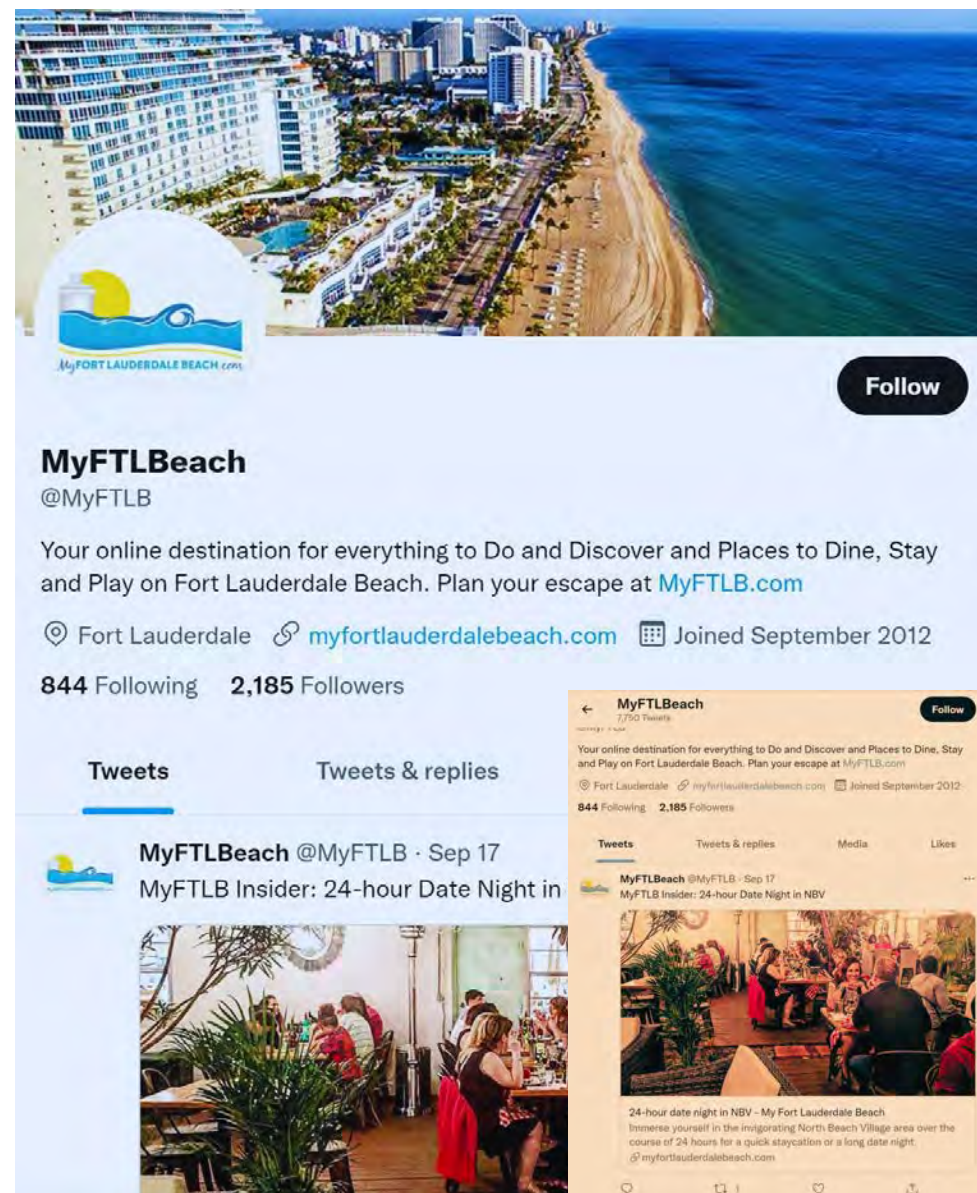 MyFORT LAUDERDALE BEACH.com
Follow
MyFTLBeach
@MyFTLB
Your online destination for everything to Do and Discover and Places to Dine, Stay
and Play on Fort Lauderdale Beach. Plan your escape at MyFTLB.com
Fort Lauderdale myfortlauderdalebeach.com Joined September 2012
844 Following 2,185 Followers
Tweets Tweets & replies
MyFTLBeach @MyFTLB · Sep 17
MyFTLB Insider: 24-hour Date Night in
MyFTLBeach
7,750 Tweets
Follow
Your online destination for everything to Do and Discover and Places to Dine, Stay
and Play on Fort Lauderdale Beach. Plan your escape at MyFTLB.com
Fort Lauderdale myfortlauderdalebeach.com Joined September 2012
844 Following 2,185 Followers
Tweets Tweets & replies Media Likes
MyFTLBeach @MyFTLB · Sep 17
MyFTLB Insider: 24-hour Date Night in NBV
24-hour date night in NBV - My Fort Lauderdale Beach
Immerse yourself in the invigorating North Beach Village area over the
course of 24 hours for a quick staycation or a long date night
myfortlauderdalebeach.com
1